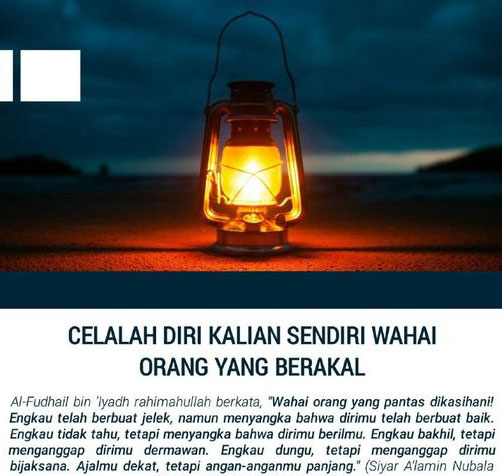 CELALAH DIRI KALIAN SENDIRI WAHAI
ORANG YANG BERAKAL
Al-Fudhail bin 'Iyadh rahimahullah berkata, "Wahai orang yang pantas dikasihani!
Engkau telah berbuat jelek, namun menyangka bahwa dirimu telah berbuat baik.
Engkau tidak tahu, tetapi menyangka bahwa dirimu berilmu. Engkau bakhil, tetapi
menganggap dirimu dermawan. Engkau dungu, tetapi menganggap dirimu
bijaksana. Ajalmu dekat, tetapi angan-anganmu panjang." (Siyar A'lamin Nubala